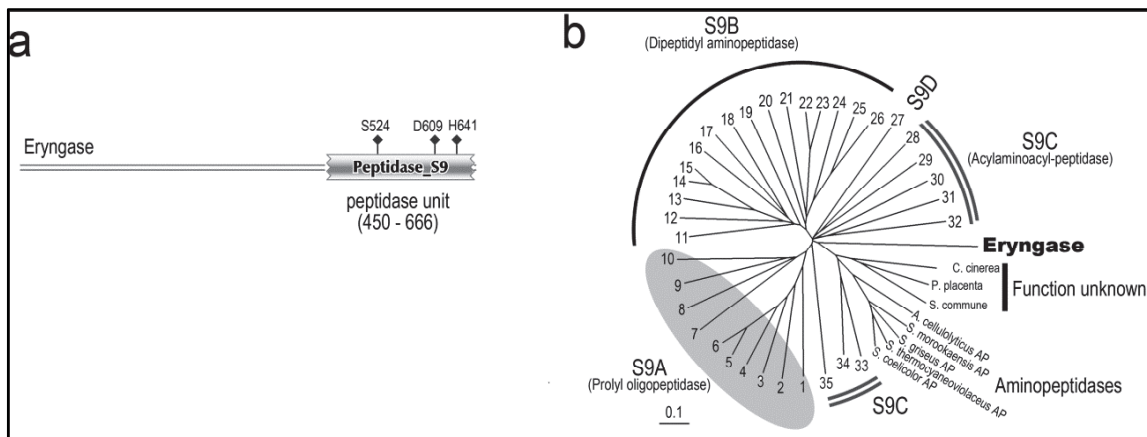 a
S524 D609 H641
Eryngase
Peptidase_S9
peptidase unit
(450 - 666)
b
S9B
(Dipeptidyl aminopeptidase)
S9D
S9C
(Acylaminoacyl-peptidase)
Eryngase
C. cinerea
P. placenta
S. commune
Function unknown
A. cellulolyticus AP
S. morookaensis AP
S. griseus AP
S. thermocyaneoviolaceus AP
S. coelicolor AP
Aminopeptidases
S9C
S9A
(Prolyl oligopeptidase)
0.1
1
2
3
4
5
6
7
8
9
10
11
12
13
14
15
16
17
18
19
20
21
22
23
24
25
26
27
28
29
30
31
32
33
34
35